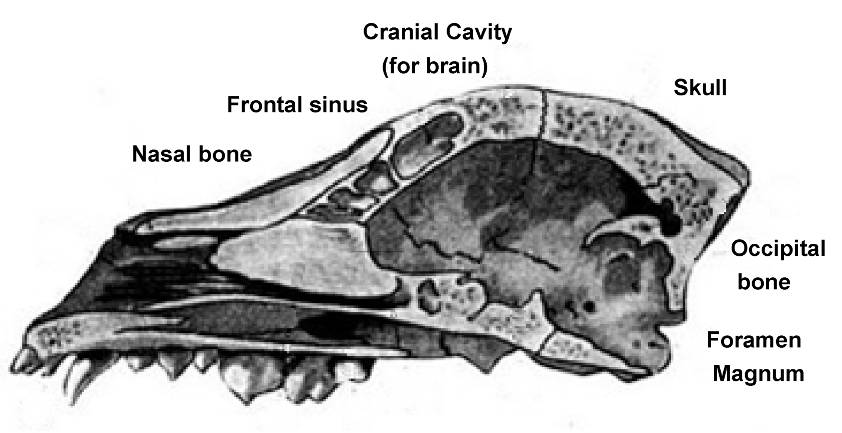 Cranial Cavity
(for brain)
Skull
Frontal sinus
Nasal bone
Occipital
bone
Foramen
Magnum